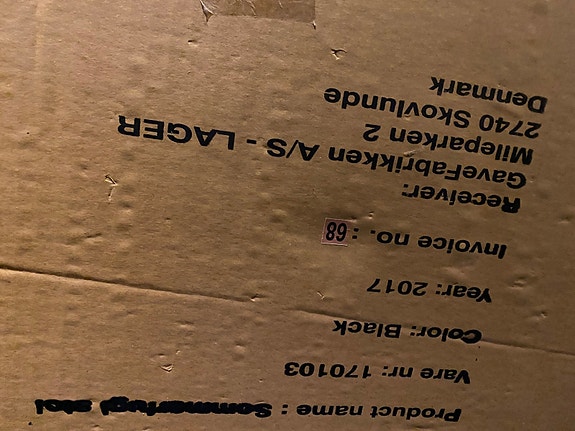 Product name : Sommerfugl stol
Vare nr: 170103
Color: Black
Year: 2017
Invoice no. : 68
Receiver:
GaveFabrikken A/S - LAGER
Mileparken 2
2740 Skovlunde
Denmark